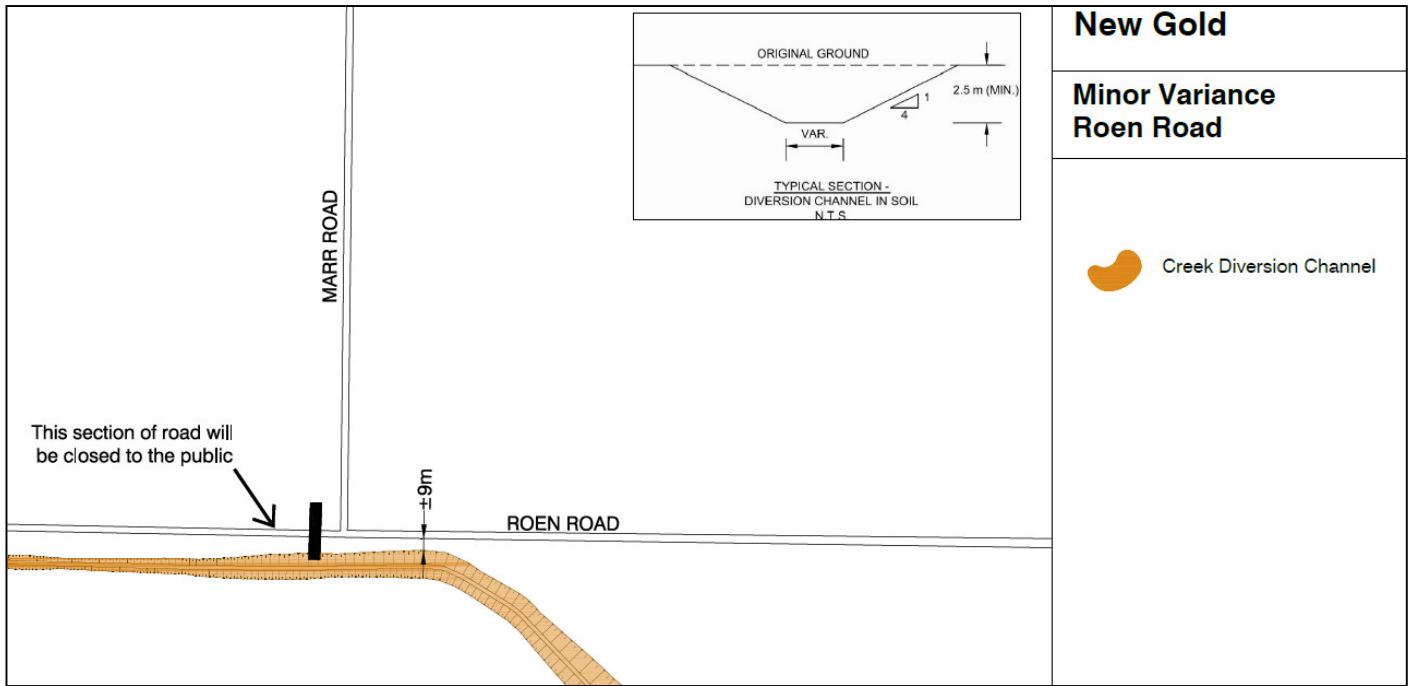 New Gold
Minor Variance
Roen Road
Creek Diversion Channel
ORIGINAL GROUND
2.5 m (MIN.)
1
4
VAR.
TYPICAL SECTION -
DIVERSION CHANNEL IN SOIL
N.T.S
MARR ROAD
This section of road will
be closed to the public
±9m
ROEN ROAD